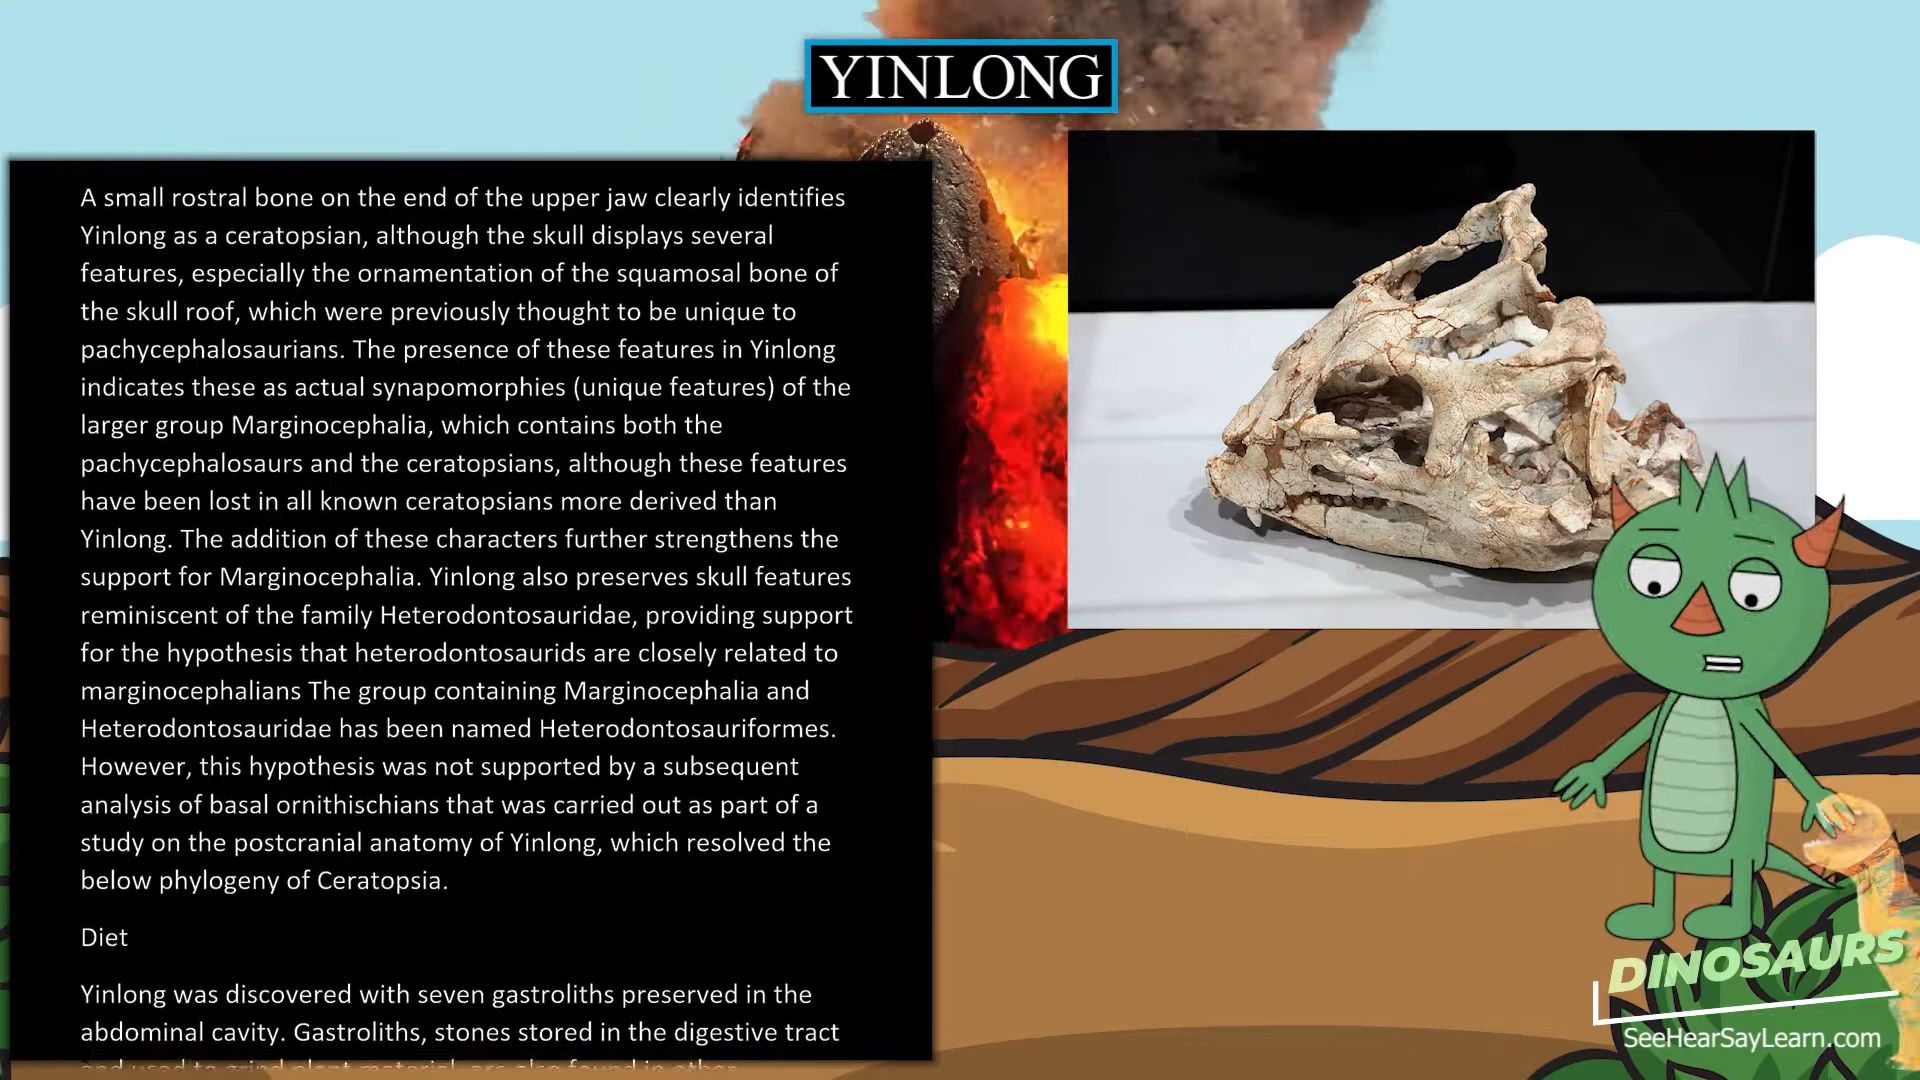 YINLONG
A small rostral bone on the end of the upper jaw clearly identifies
Yinlong as a ceratopsian, although the skull displays several
features, especially the ornamentation of the squamosal bone of
the skull roof, which were previously thought to be unique to
pachycephalosaurians. The presence of these features in Yinlong
indicates these as actual synapomorphies (unique features) of the
larger group Marginocephalia, which contains both the
pachycephalosaurs and the ceratopsians, although these features
have been lost in all known ceratopsians more derived than
Yinlong. The addition of these characters further strengthens the
support for Marginocephalia. Yinlong also preserves skull features
reminiscent of the family Heterodontosauridae, providing support
for the hypothesis that heterodontosaurids are closely related to
marginocephalians The group containing Marginocephalia and
Heterodontosauridae has been named Heterodontosauriformes.
However, this hypothesis was not supported by a subsequent
analysis of basal ornithischians that was carried out as part of a
study on the postcranial anatomy of Yinlong, which resolved the
below phylogeny of Ceratopsia.
Diet
Yinlong was discovered with seven gastroliths preserved in the
abdominal cavity. Gastroliths, stones stored in the digestive tract
DINOSAURS
SeeHearSayLearn.com